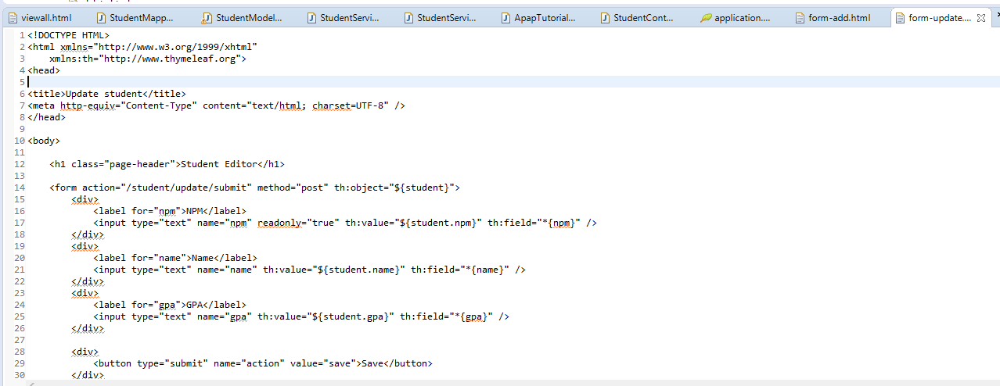 viewall.html StudentMapp... StudentModel... StudentServi... StudentServi... ApapTutorial... StudentCont... application.... form-add.html form-update....
1 <!DOCTYPE HTML>
2 <html xmlns="http://www.w3.org/1999/xhtml"
3     xmlns:th="http://www.thymeleaf.org">
4 <head>
5
6 <title>Update student</title>
7 <meta http-equiv="Content-Type" content="text/html; charset=UTF-8" />
8 </head>
9
10 <body>
11
12     <h1 class="page-header">Student Editor</h1>
13
14     <form action="/student/update/submit" method="post" th:object="${student}">
15         <div>
16             <label for="npm">NPM</label>
17             <input type="text" name="npm" readonly="true" th:value="${student.npm}" th:field="*{npm}" />
18         </div>
19         <div>
20             <label for="name">Name</label>
21             <input type="text" name="name" th:value="${student.name}" th:field="*{name}" />
22         </div>
23         <div>
24             <label for="gpa">GPA</label>
25             <input type="text" name="gpa" th:value="${student.gpa}" th:field="*{gpa}" />
26         </div>
27
28         <div>
29             <button type="submit" name="action" value="save">Save</button>
30         </div>